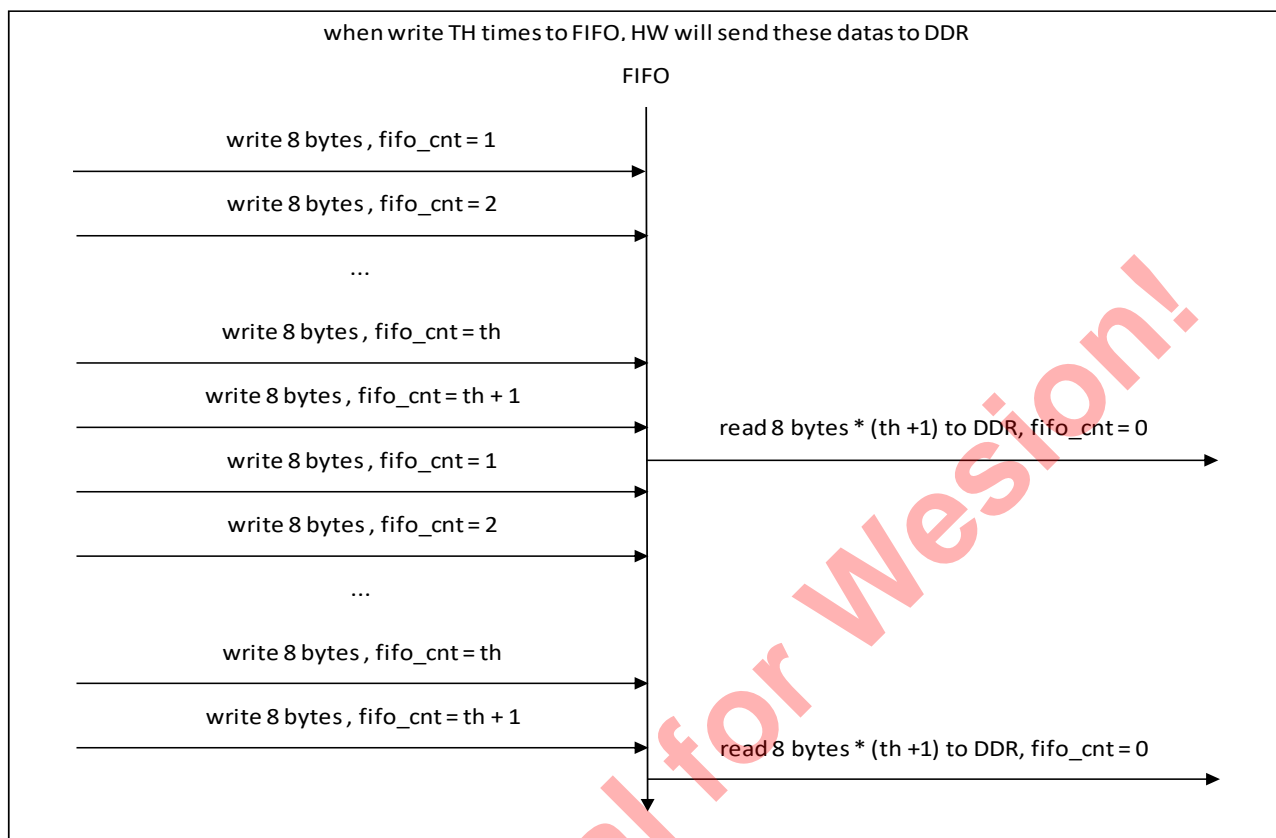 when write TH times to FIFO, HW will send these datas to DDR
FIFO
write 8 bytes , fifo_cnt = 1
write 8 bytes , fifo_cnt = 2
...
write 8 bytes , fifo_cnt = th
write 8 bytes , fifo_cnt = th + 1
read 8 bytes * (th +1) to DDR, fifo_cnt = 0
write 8 bytes , fifo_cnt = 1
write 8 bytes , fifo_cnt = 2
...
write 8 bytes , fifo_cnt = th
write 8 bytes , fifo_cnt = th + 1
read 8 bytes * (th +1) to DDR, fifo_cnt = 0
for Wesion!